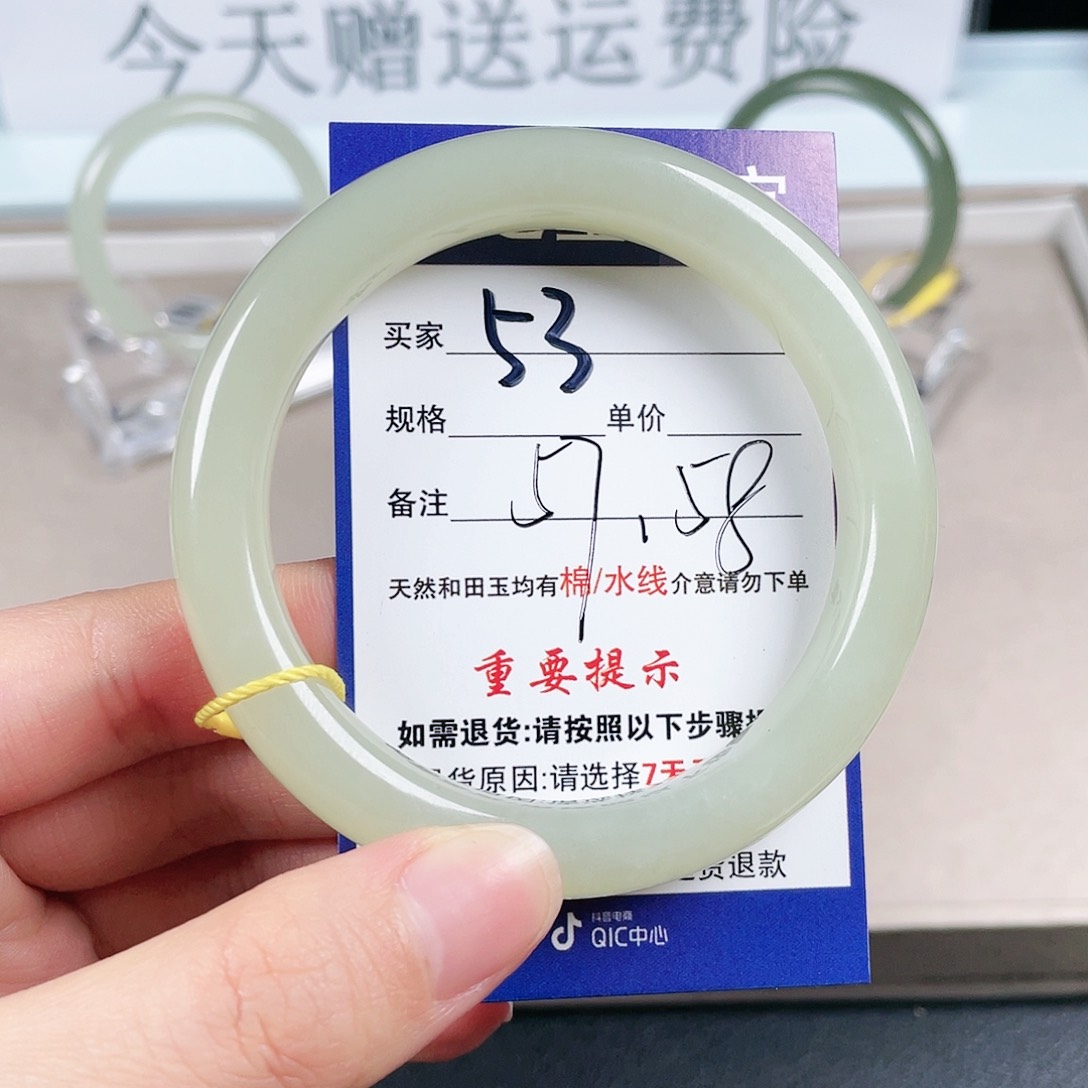 今天赠送运费险
买家 53
规格 单价
备注 57.58
天然和田玉均有棉/水线介意请勿下单
重要提示
如需退货:请按照以下步骤
货原因:请选择7天
退款
抖音电商
QIC中心